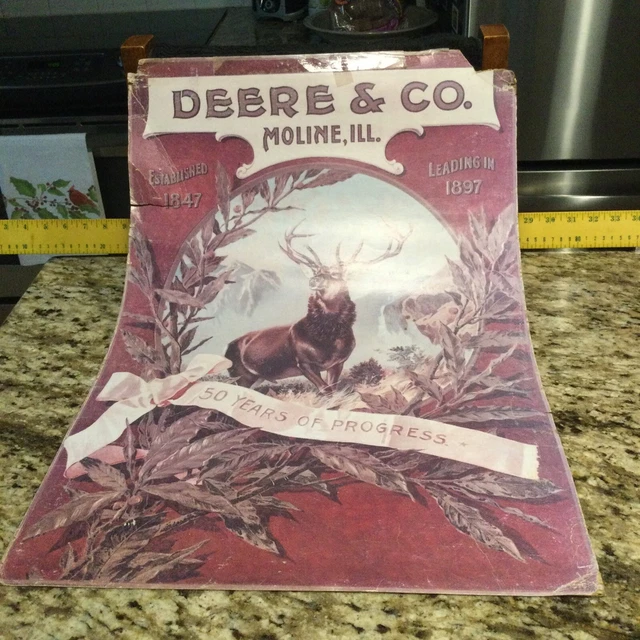 DEERE & CO.
MOLINE, ILL.
ESTABLISHED
1847
LEADING IN
1897
50 YEARS OF PROGRESS